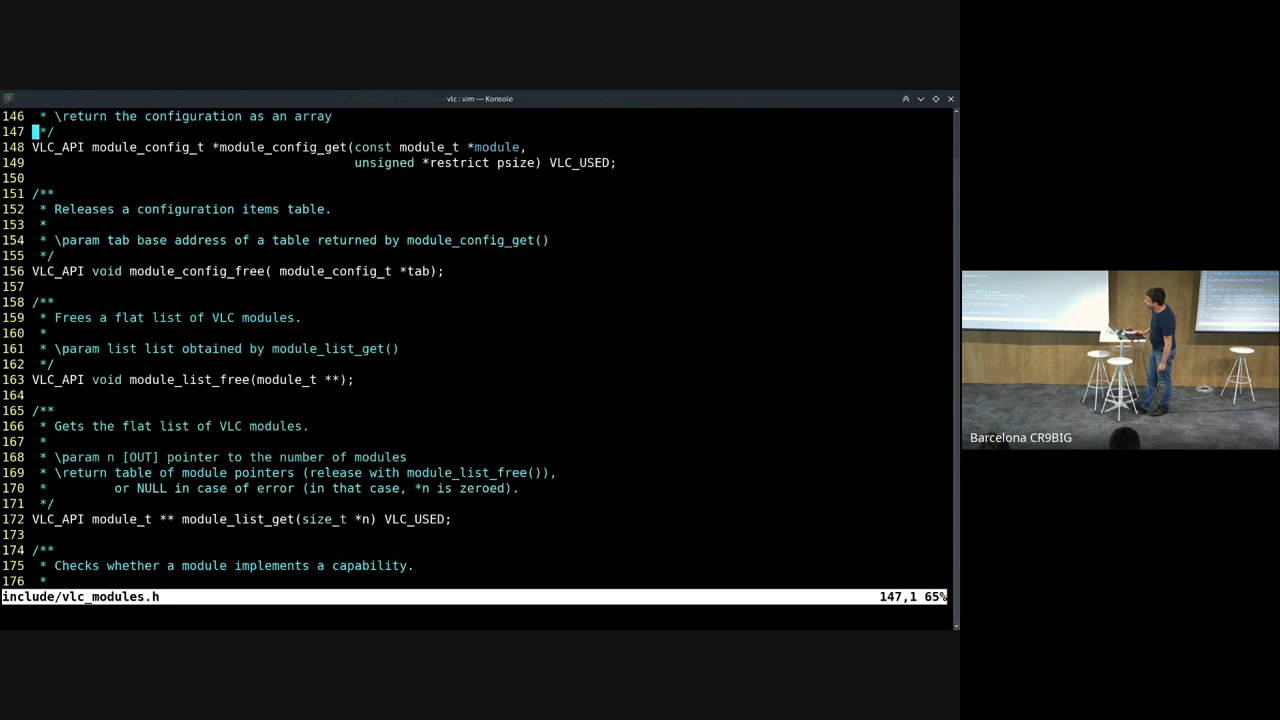 vlc : vim — Konsole
146  * \return the configuration as an array
147  */
148 VLC_API module_config_t *module_config_get(const module_t *module,
149                                            unsigned *restrict psize) VLC_USED;
150
151 /**
152  * Releases a configuration items table.
153  *
154  * \param tab base address of a table returned by module_config_get()
155  */
156 VLC_API void module_config_free( module_config_t *tab);
157
158 /**
159  * Frees a flat list of VLC modules.
160  *
161  * \param list list obtained by module_list_get()
162  */
163 VLC_API void module_list_free(module_t **);
164
165 /**
166  * Gets the flat list of VLC modules.
167  *
168  * \param n [OUT] pointer to the number of modules
169  * \return table of module pointers (release with module_list_free()),
170  *         or NULL in case of error (in that case, *n is zeroed).
171  */
172 VLC_API module_t ** module_list_get(size_t *n) VLC_USED;
173
174 /**
175  * Checks whether a module implements a capability.
176  *
include/vlc_modules.h 147,1 65%
Barcelona CR9BIG